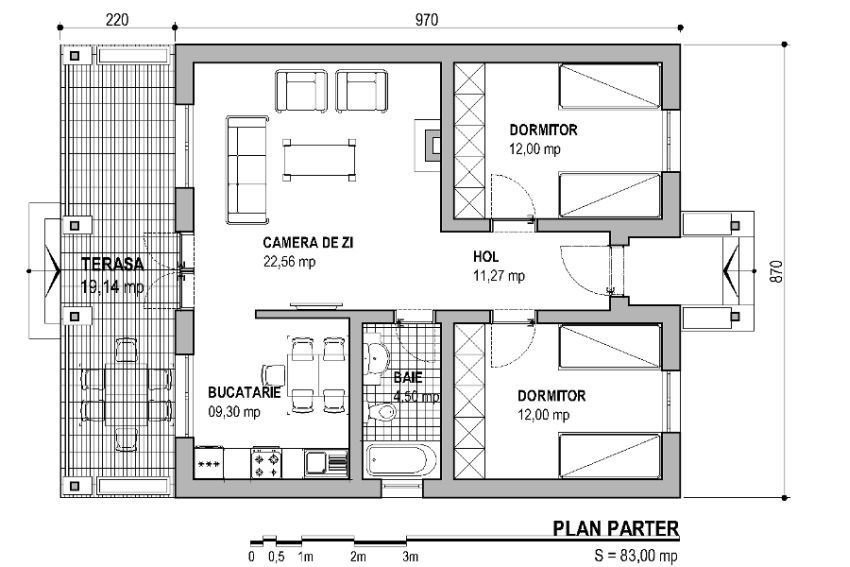 220
970
DORMITOR
12,00 mp
CAMERA DE ZI
22,56 mp
HOL
11,27 mp
TERASA
19,14 mp
870
BUCATARIE
09,30 mp
BAIE
4,50 mp
DORMITOR
12,00 mp
PLAN PARTER
S = 83,00 mp
0 0,5 1m 2m 3m